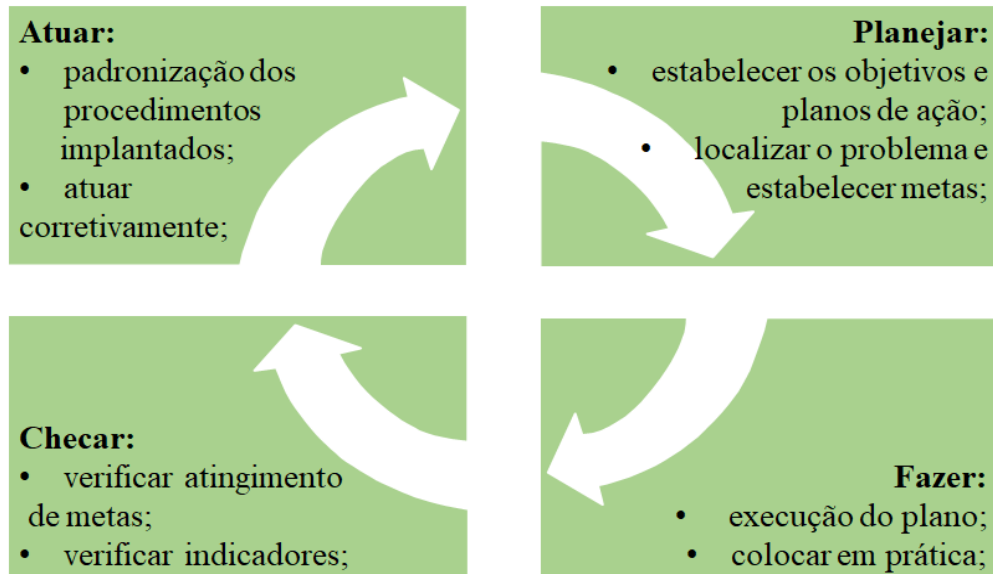 Atuar:
• padronização dos
procedimentos
implantados;
• atuar
corretivamente;
Planejar:
• estabelecer os objetivos e
planos de ação;
• localizar o problema e
estabelecer metas;
Checar:
• verificar atingimento
de metas;
• verificar indicadores;
Fazer:
• execução do plano;
• colocar em prática;